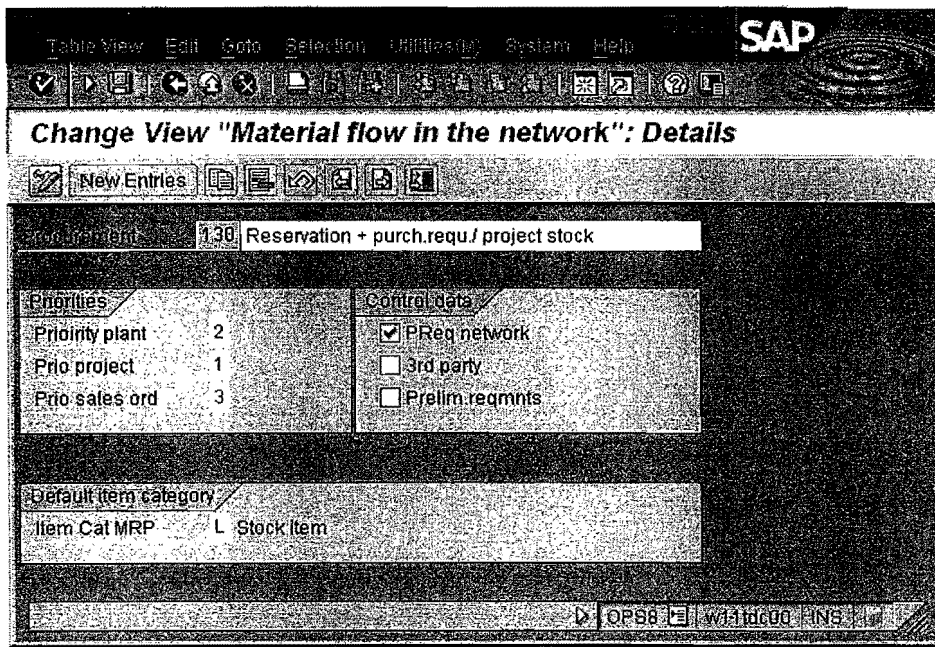 Table View Edit Goto Selection Utilities(M) System Help
SAP
Change View "Material flow in the network": Details
New Entries
130 Reservation + purch.requ./ project stock
Priorities
Control data
Prioirity plant 2
PReq network
Prio project 1
3rd party
Prio sales ord 3
Prelim.reqmnts
Default item category
Item Cat MRP L Stock Item
OPS8
INS